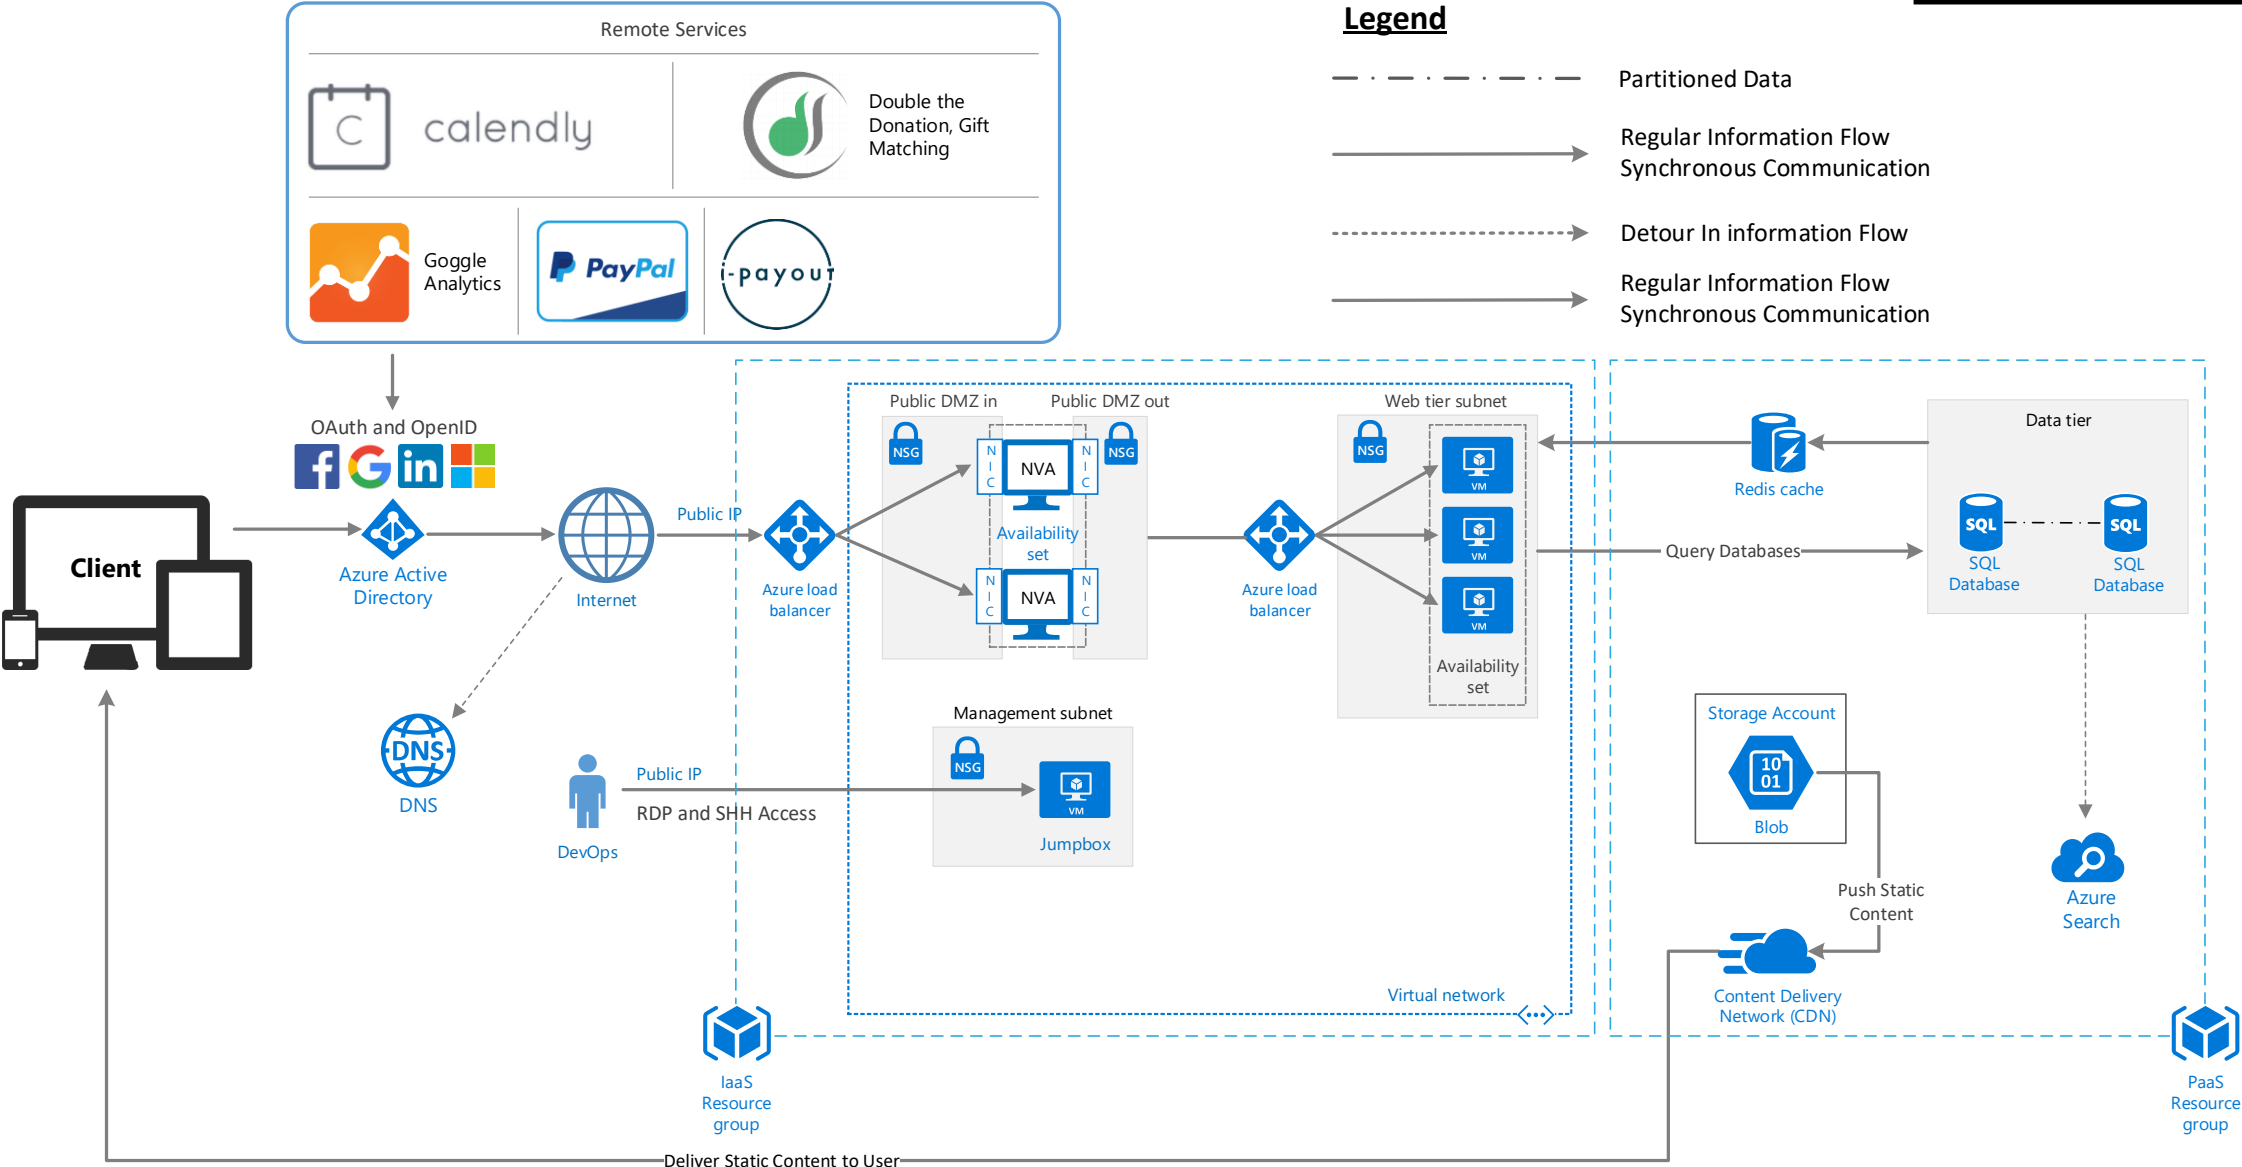 Remote Services
C
calendly
Double the
Donation, Gift
Matching
Goggle
Analytics
PayPal
i-payout
Legend
Partitioned Data
Regular Information Flow
Synchronous Communication
Detour In information Flow
Regular Information Flow
Synchronous Communication
OAuth and OpenID
f
G
in
Client
Azure Active
Directory
Internet
DNS
DNS
Public IP
Azure load
balancer
Public DMZ in
Public DMZ out
NSG
NIC
NVA
NIC
NSG
Availability
set
NIC
NVA
NIC
Azure load
balancer
Web tier subnet
NSG
VM
VM
VM
Availability
set
Management subnet
NSG
VM
Jumpbox
DevOps
Public IP
RDP and SHH Access
Virtual network
IaaS
Resource
group
Redis cache
Query Databases
Data tier
SQL
SQL
SQL
Database
SQL
Database
Storage Account
10
01
Blob
Push Static
Content
Azure
Search
Content Delivery
Network (CDN)
PaaS
Resource
group
Deliver Static Content to User